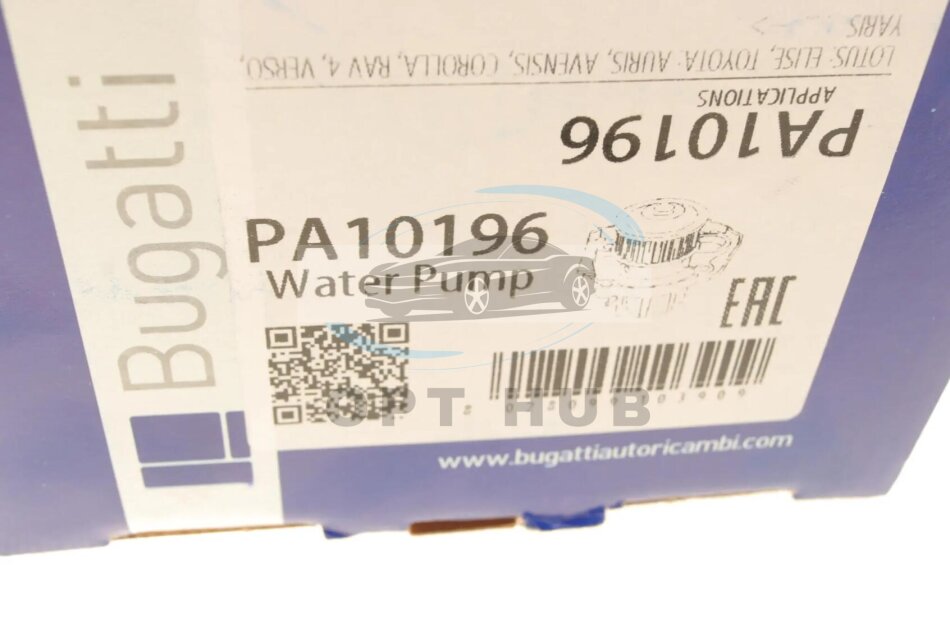 Bugatti
PA10196
APPLICATIONS
LOTUS: ELISE, TOYOTA: AURIS, AVENSIS, COROLLA, RAV 4, VERSO,
YARIS
PA10196
Water Pump
EAC
OPT HUB
www.bugattiautoricambi.com